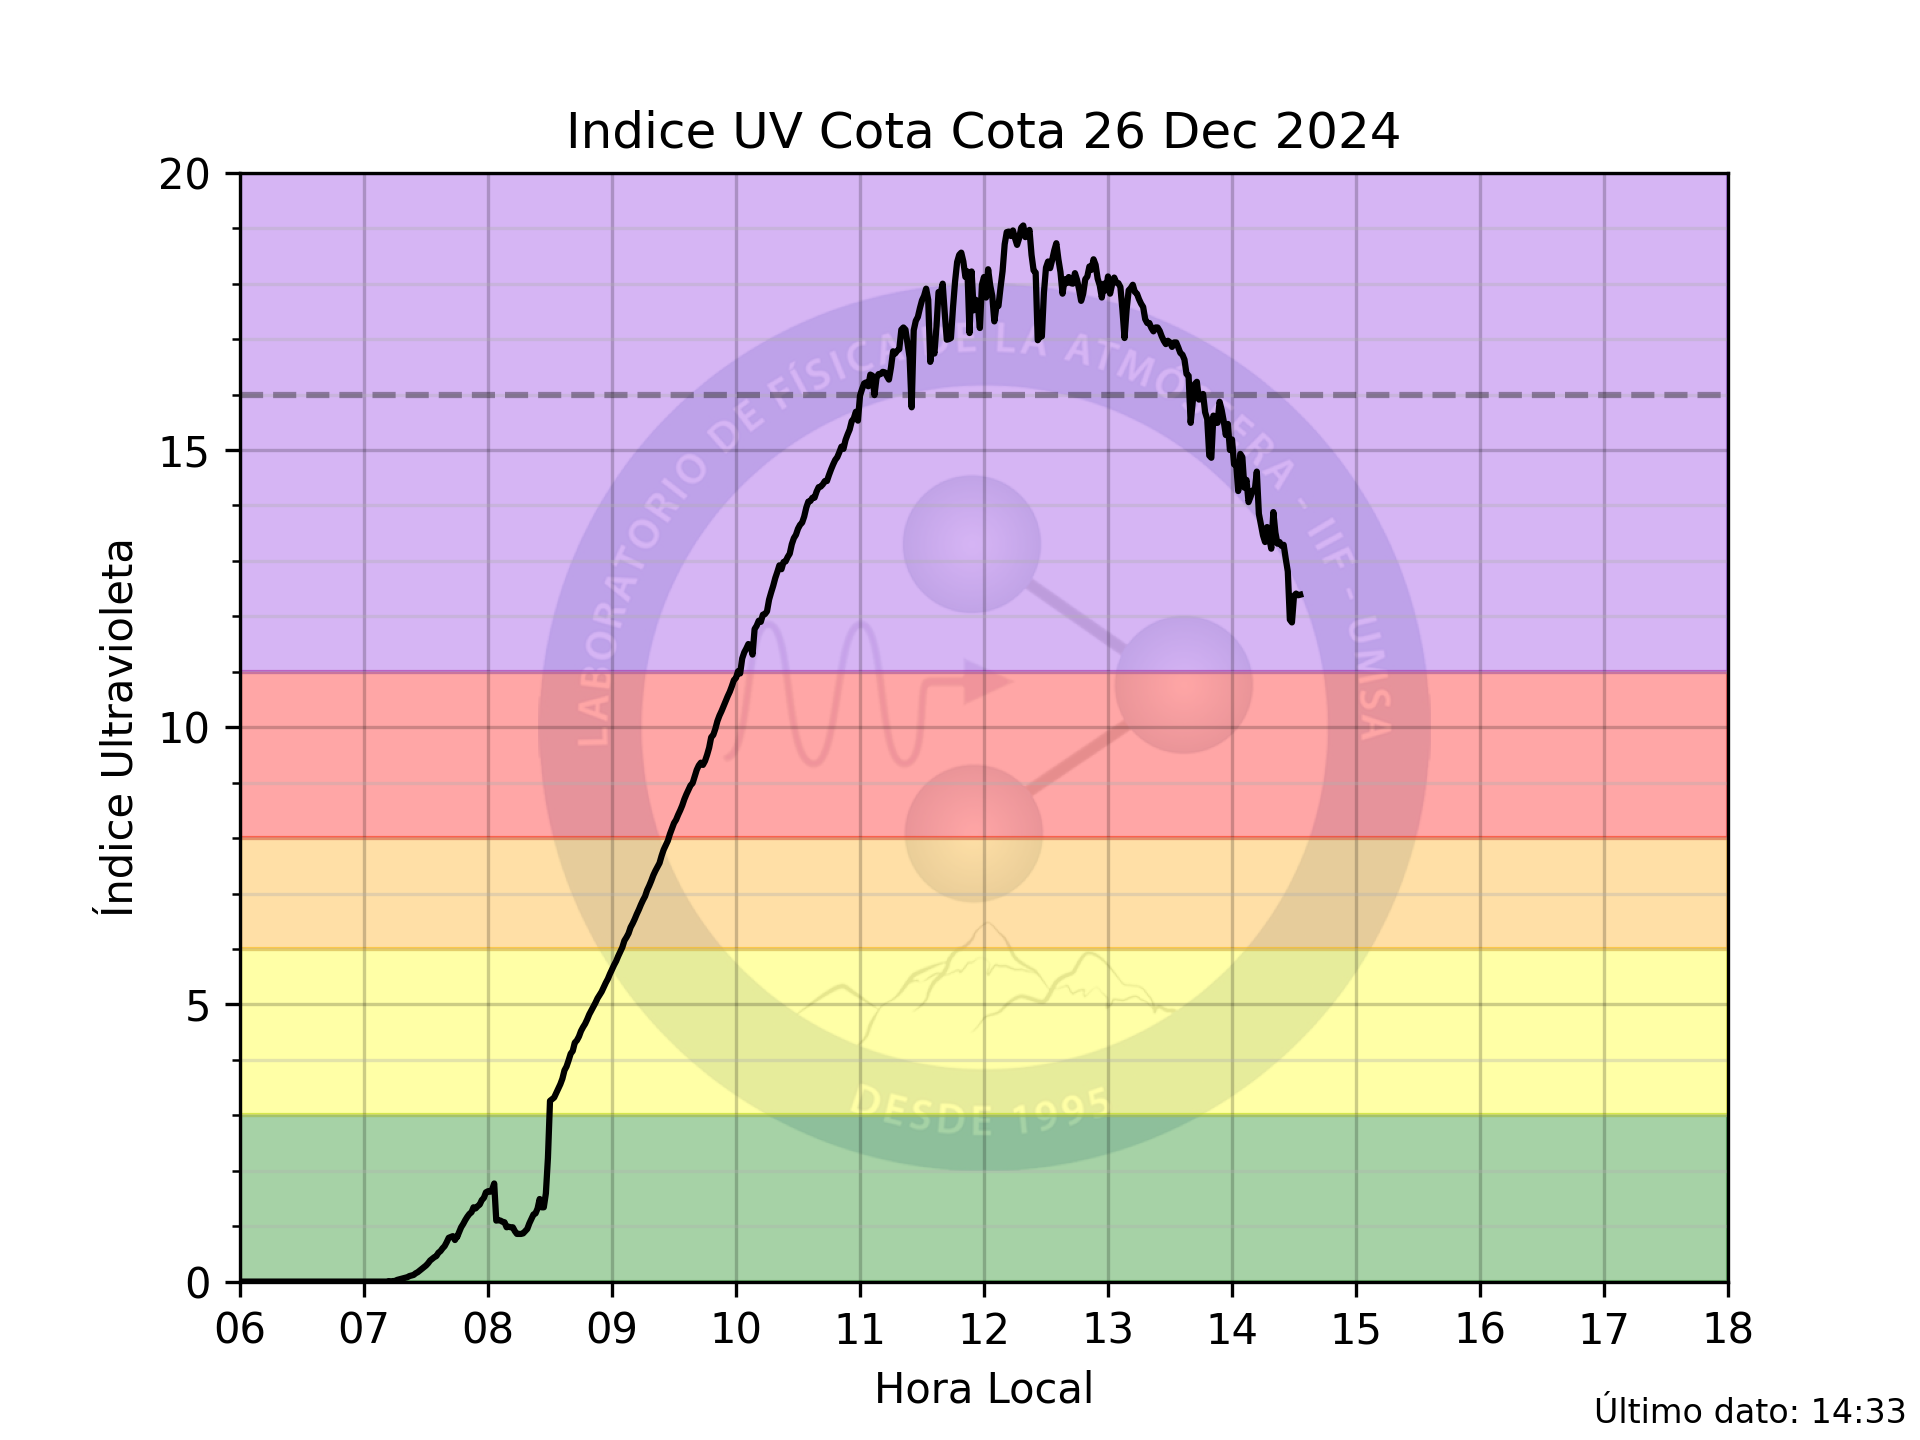 Indice UV Cota Cota 26 Dec 2024
20
15
10
5
0
Índice Ultravioleta
LABORATORIO DE FÍSICA DE LA ATMÓSFERA - IIF - UMSA
DESDE 1995
06 07 08 09 10 11 12 13 14 15 16 17 18
Hora Local
Último dato: 14:33